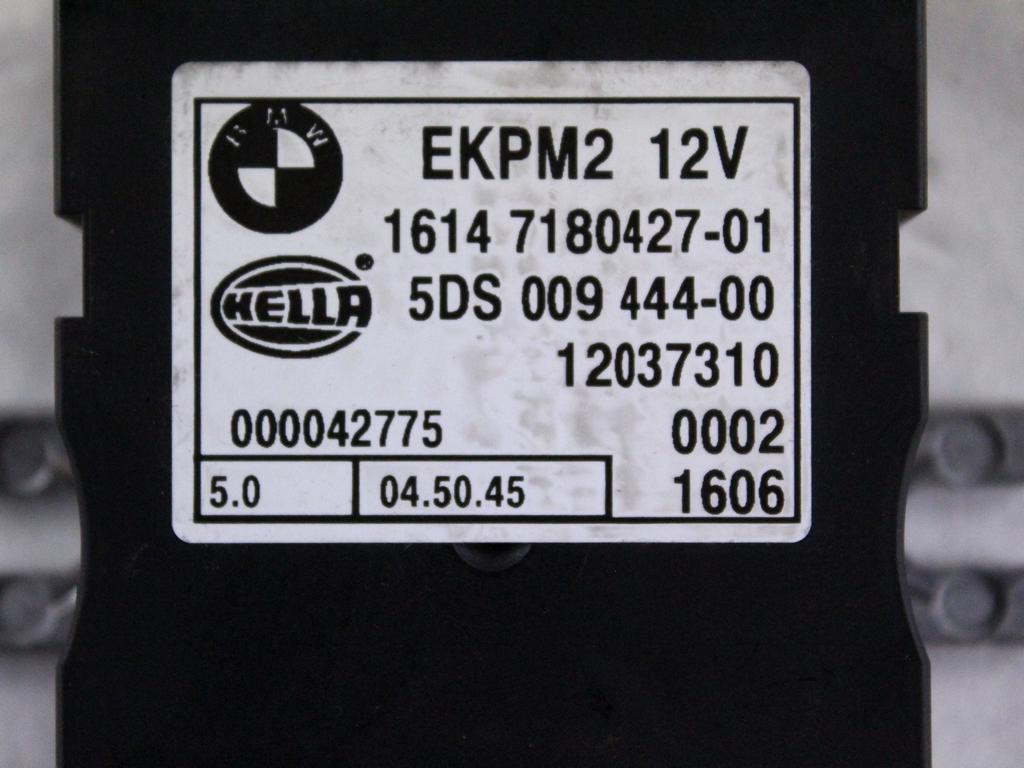 BMW
EKPM2 12V
1614 7180427-01
HELLA®
5DS 009 444-00
12037310
000042775 0002
5.0 04.50.45 1606